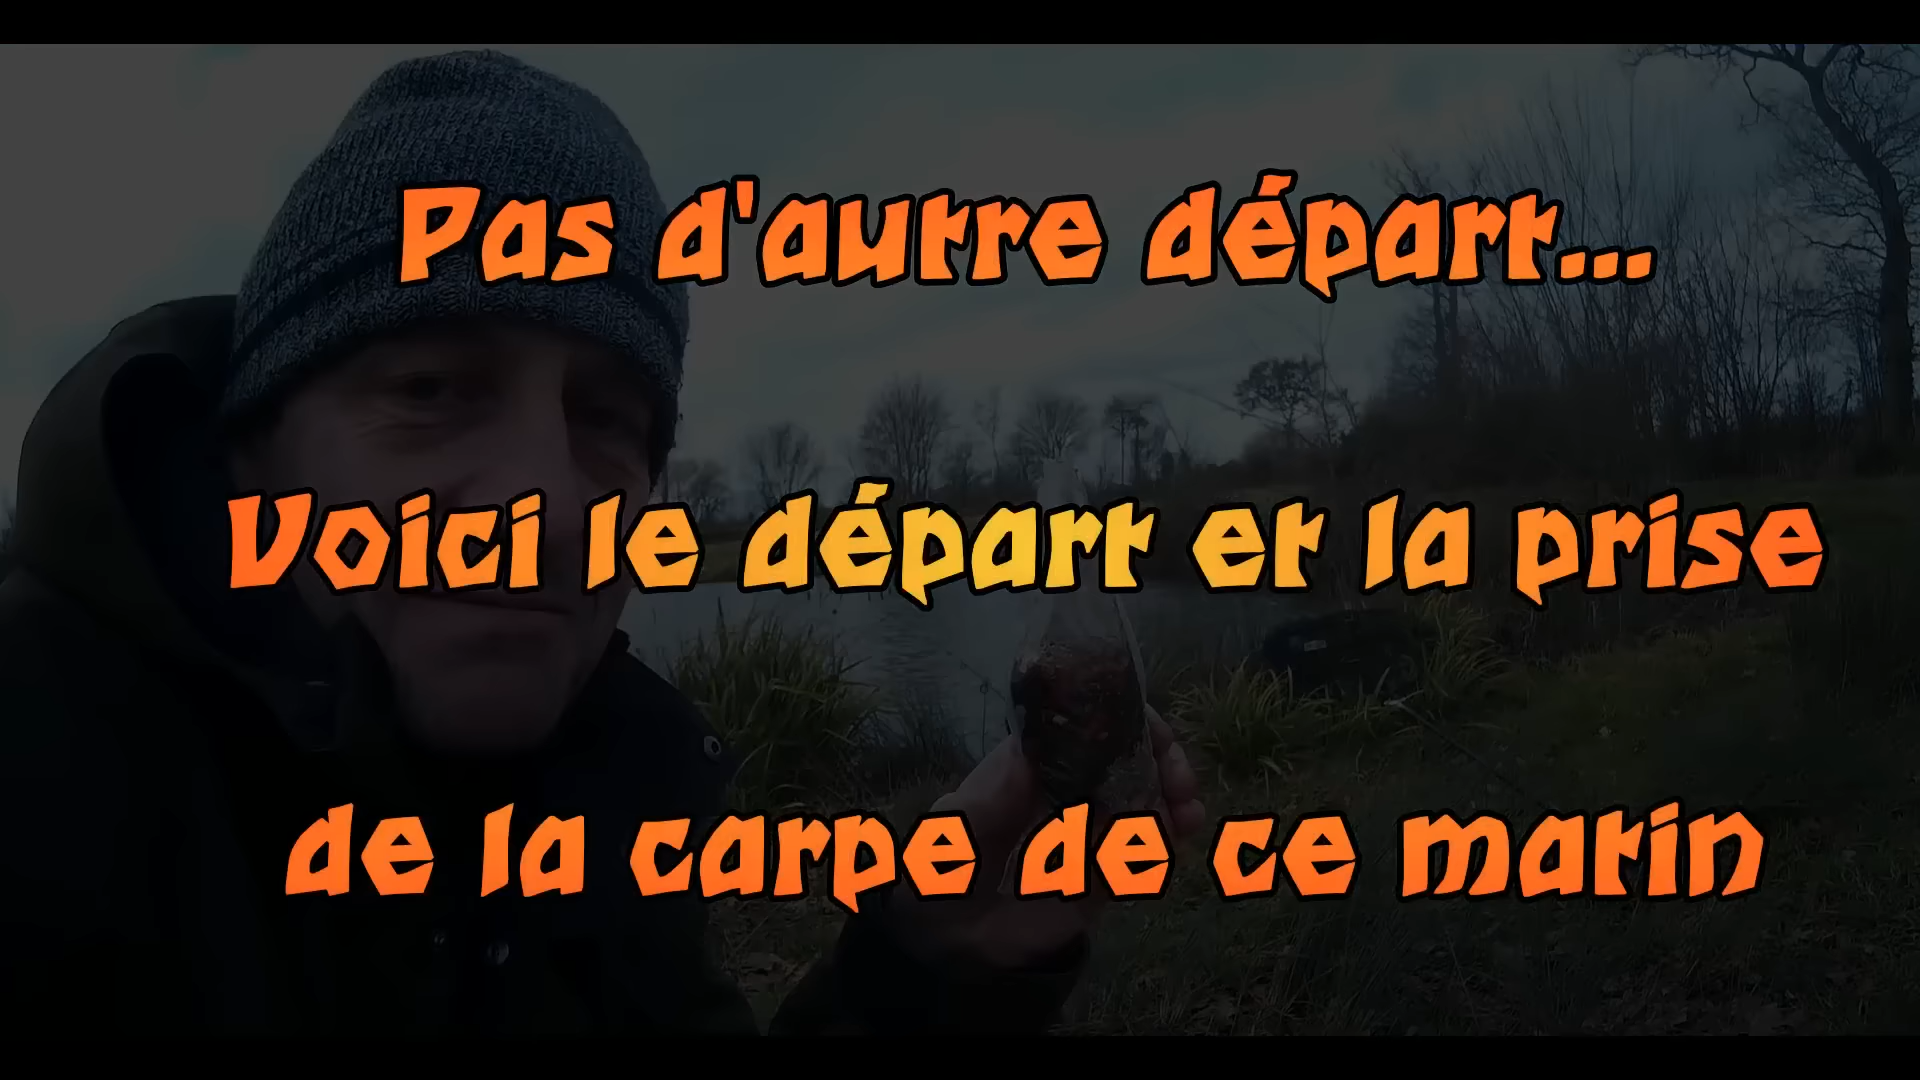 Pas d'autre départ...
Voici le départ et la prise
de la carpe de ce matin